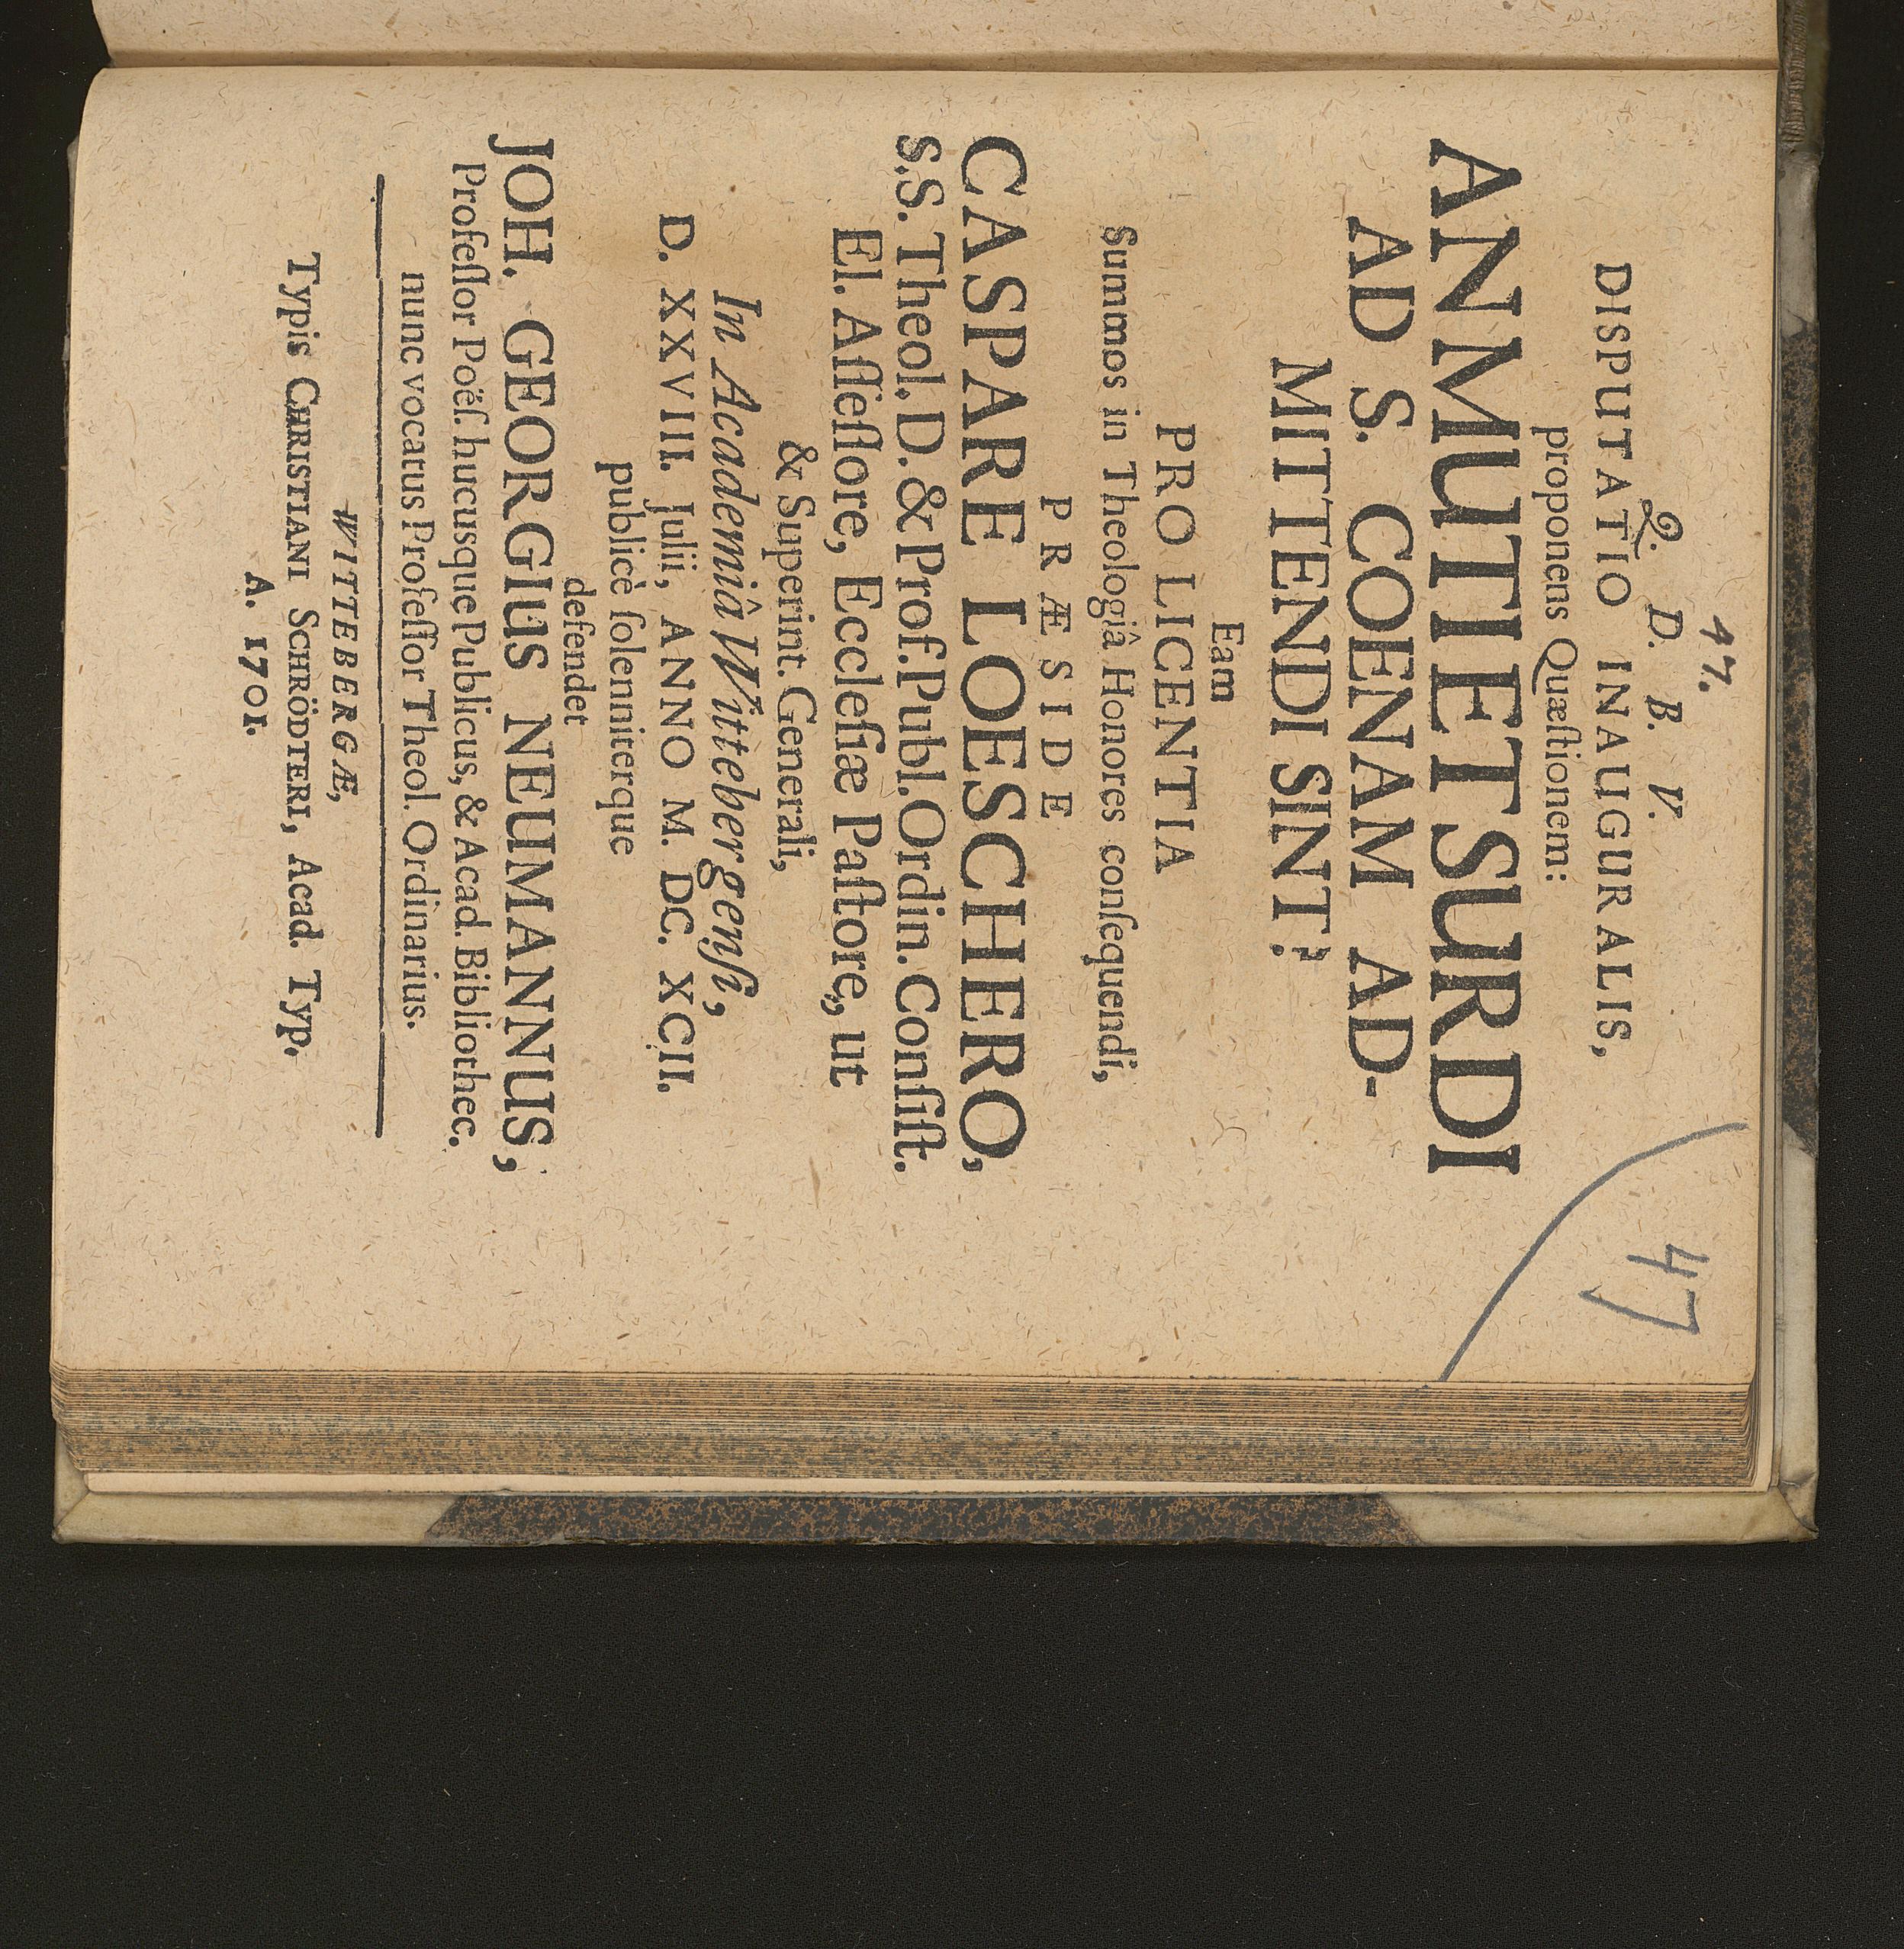 47.
47
Q. D. B. V.
DISPUTATIO INAUGURALIS,
proponens Quæſtionem:
AN MUTI ET SURDI
AD S. COENAM AD-
MITTENDI SINT?
Eam
PRO LICENTIA
Summos in Theologiâ Honores conſequendi,
PRÆSIDE
CASPARE LOESCHERO,
S.S. Theol. D. & Prof. Publ. Ordin. Conſiſt.
El. Aſſeſſore, Eccleſiæ Paſtore, ut
& Superint. Generali,
In Academiâ Wittebergenſi,
D. XXVIII. Julii, ANNO M. DC. XCII.
publicè ſolenniterque
defendet
JOH. GEORGIUS NEUMANNUS,
Profeſſor Poëſ. hucusque Publicus, & Acad. Bibliothec.
nunc vocatus Profeſſor Theol. Ordinarius.
WITTEBERGÆ,
Typis CHRISTIANI SCHRÖDTERI, Acad. Typ.
A. 1701.